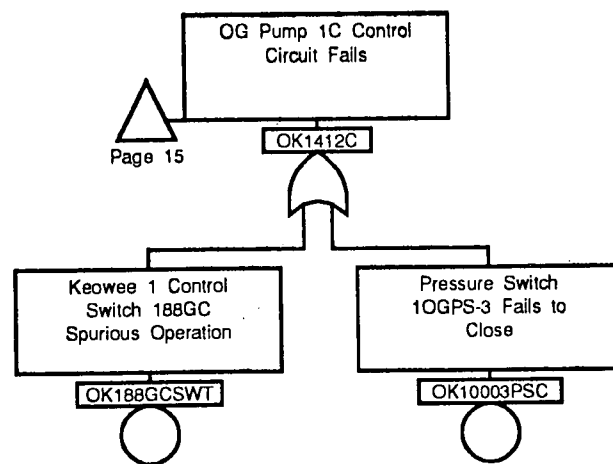 OG Pump 1C Control
Circuit Fails
Page 15
OK1412C
Keowee 1 Control
Switch 188GC
Spurious Operation
Pressure Switch
1OGPS-3 Fails to
Close
OK188GCSWT
OK10003PSC